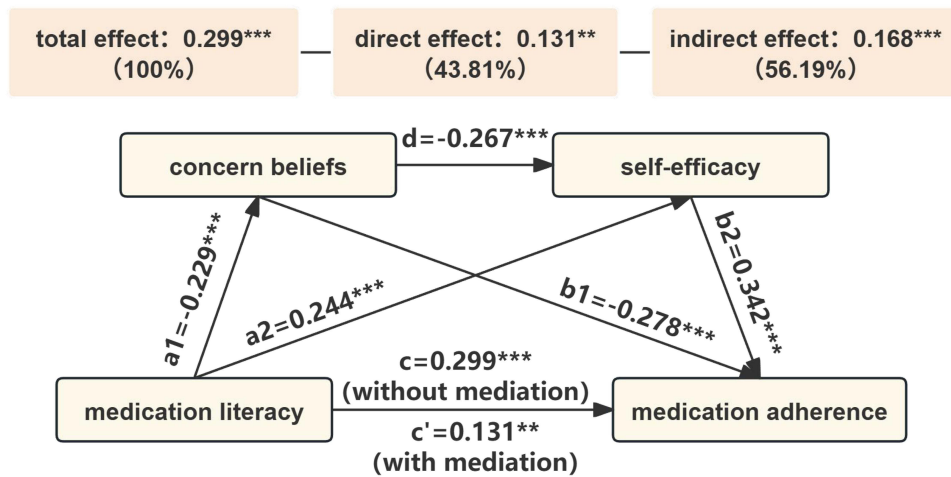 total effect：0.299***
（100%）
direct effect：0.131**
（43.81%）
indirect effect：0.168***
（56.19%）
d=-0.267***
concern beliefs
self-efficacy
a1=-0.229***
a2=0.244***
b1=-0.278***
b2=0.342***
c=0.299***
(without mediation)
medication literacy
medication adherence
c'=0.131**
(with mediation)